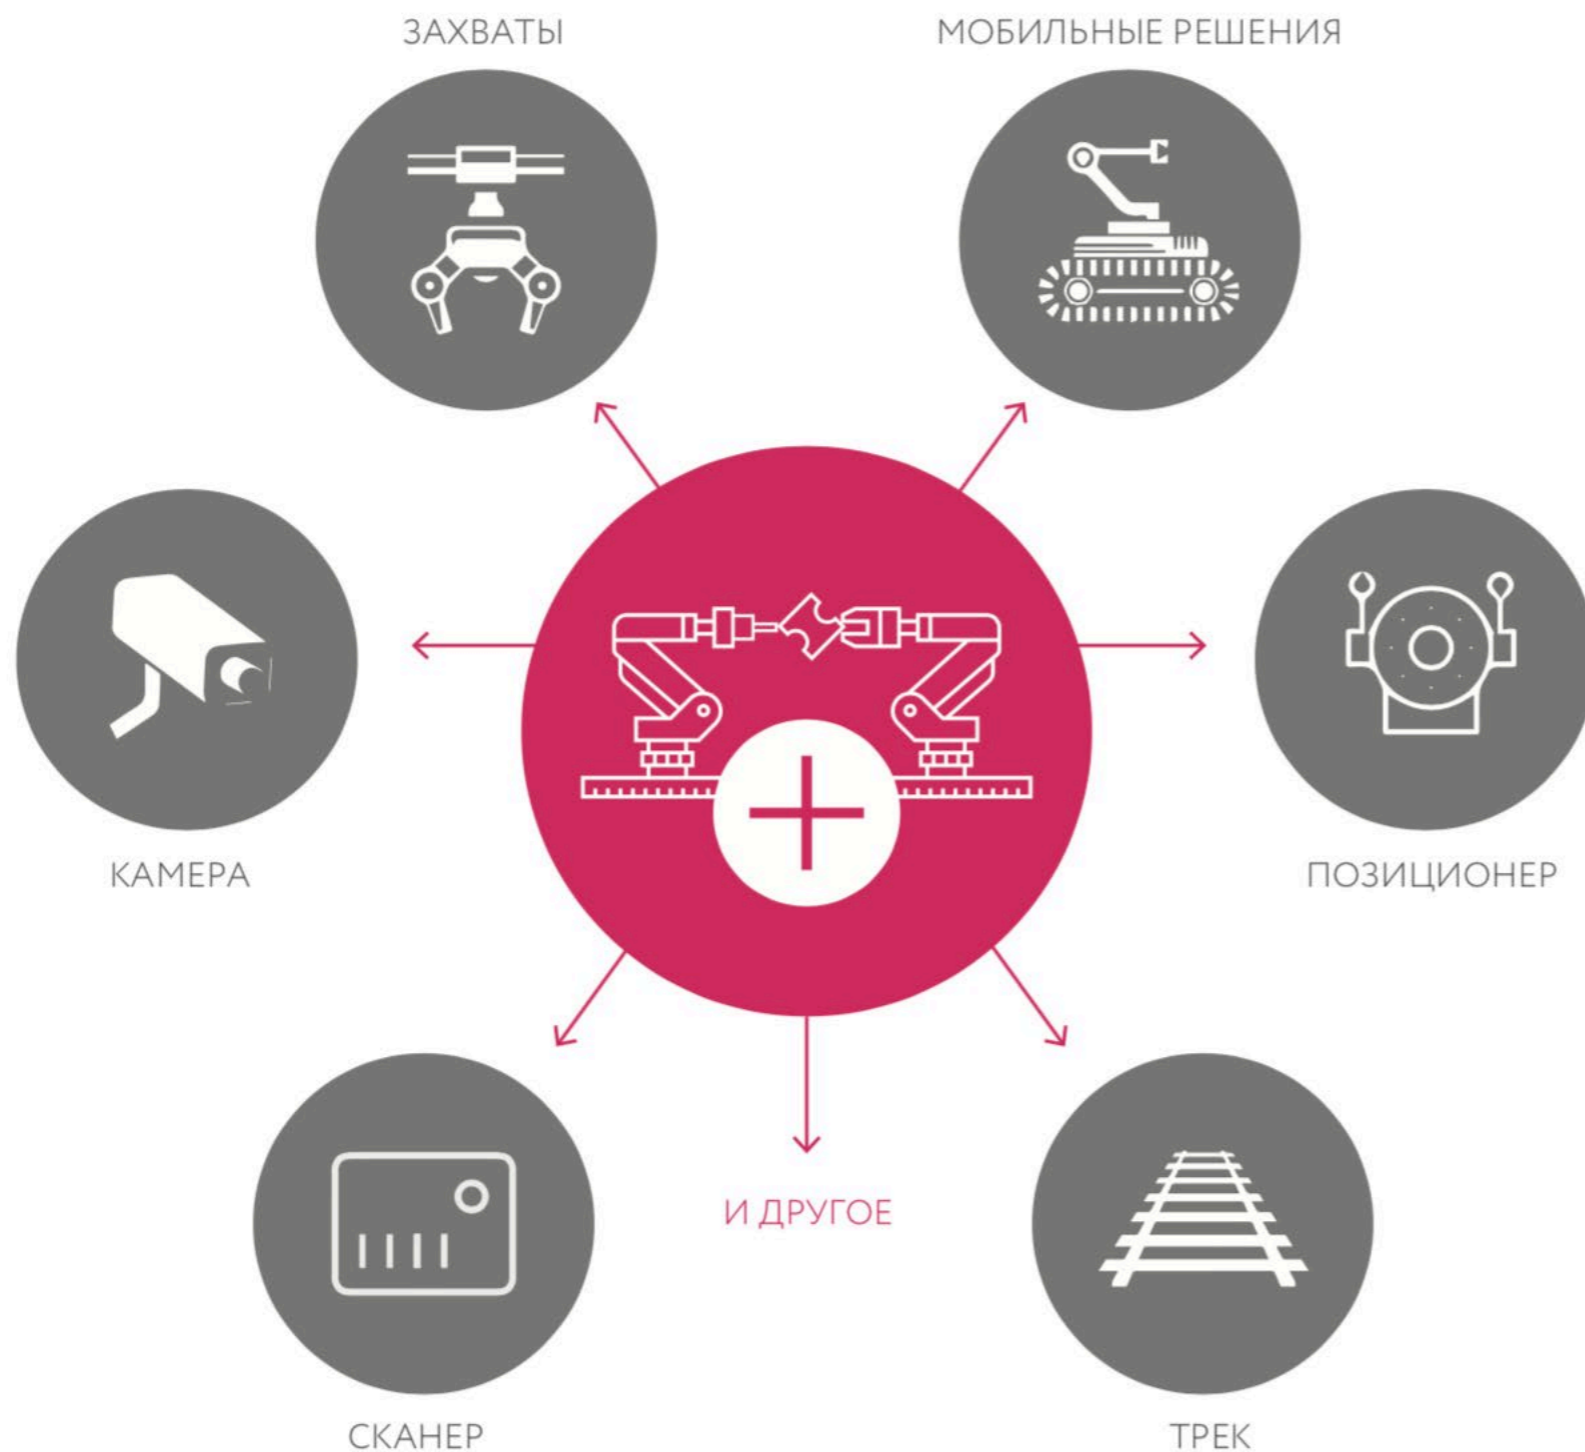 ЗАХВАТЫ
МОБИЛЬНЫЕ РЕШЕНИЯ
КАМЕРА
ПОЗИЦИОНЕР
И ДРУГОЕ
СКАНЕР
ТРЕК